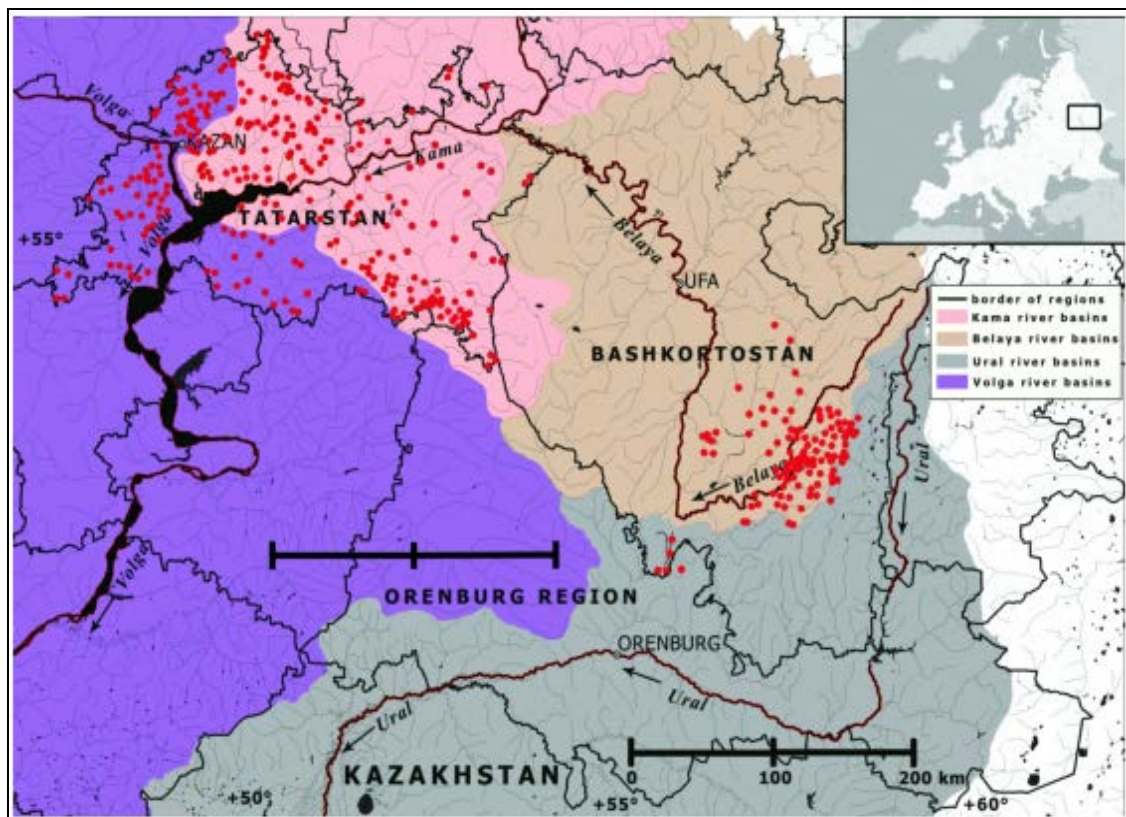 Volga
KAZAN
Kama
TATARSTAN
+55°
Volga
Belaya
UFA
border of regions
Kama river basins
Belaya river basins
Ural river basins
Volga river basins
BASHKORTOSTAN
Belaya
Ural
Volga
ORENBURG REGION
ORENBURG
Ural
Ural
KAZAKHSTAN
0 100 200 km
+50° +55° +60°